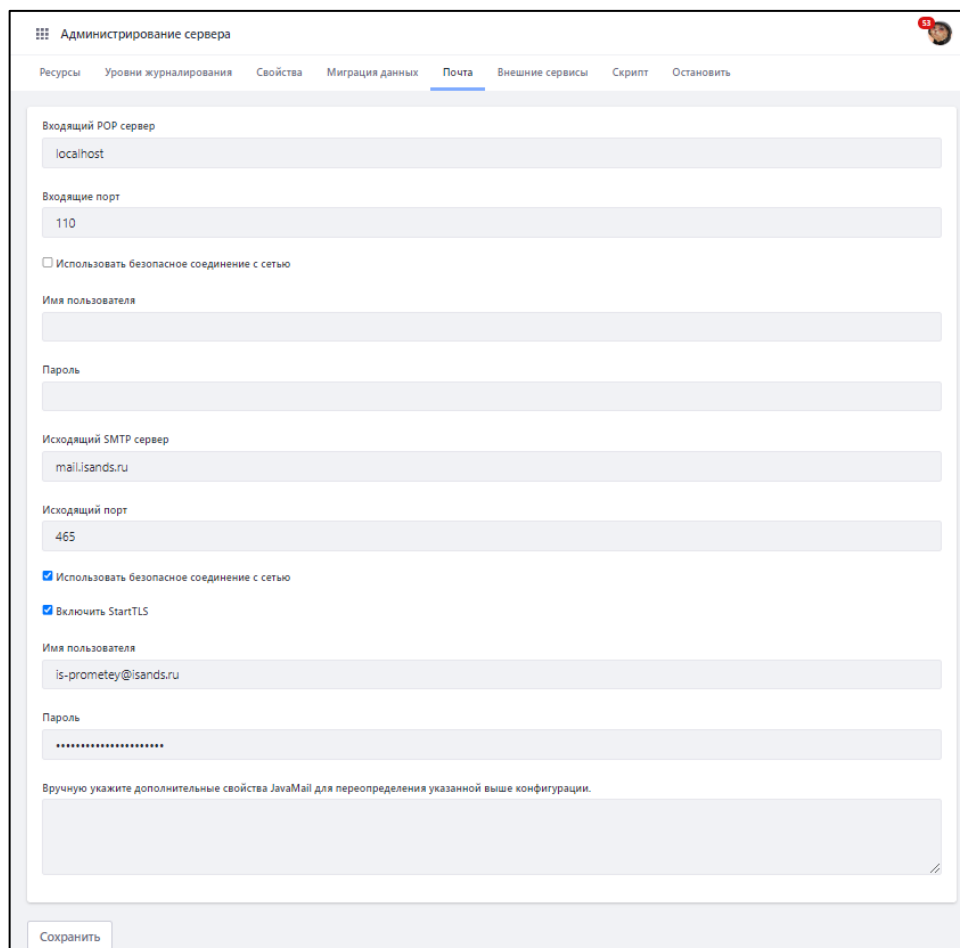 Администрирование сервера
53
Ресурсы Уровни журналирования Свойства Миграция данных Почта Внешние сервисы Скрипт Остановить
Входящий POP сервер
localhost
Входящие порт
110
Использовать безопасное соединение с сетью
Имя пользователя
Пароль
Исходящий SMTP сервер
mail.isands.ru
Исходящий порт
465
Использовать безопасное соединение с сетью
Включить StartTLS
Имя пользователя
is-prometey@isands.ru
Пароль
••••••••••••••••••••••
Вручную укажите дополнительные свойства JavaMail для переопределения указанной выше конфигурации.
Сохранить